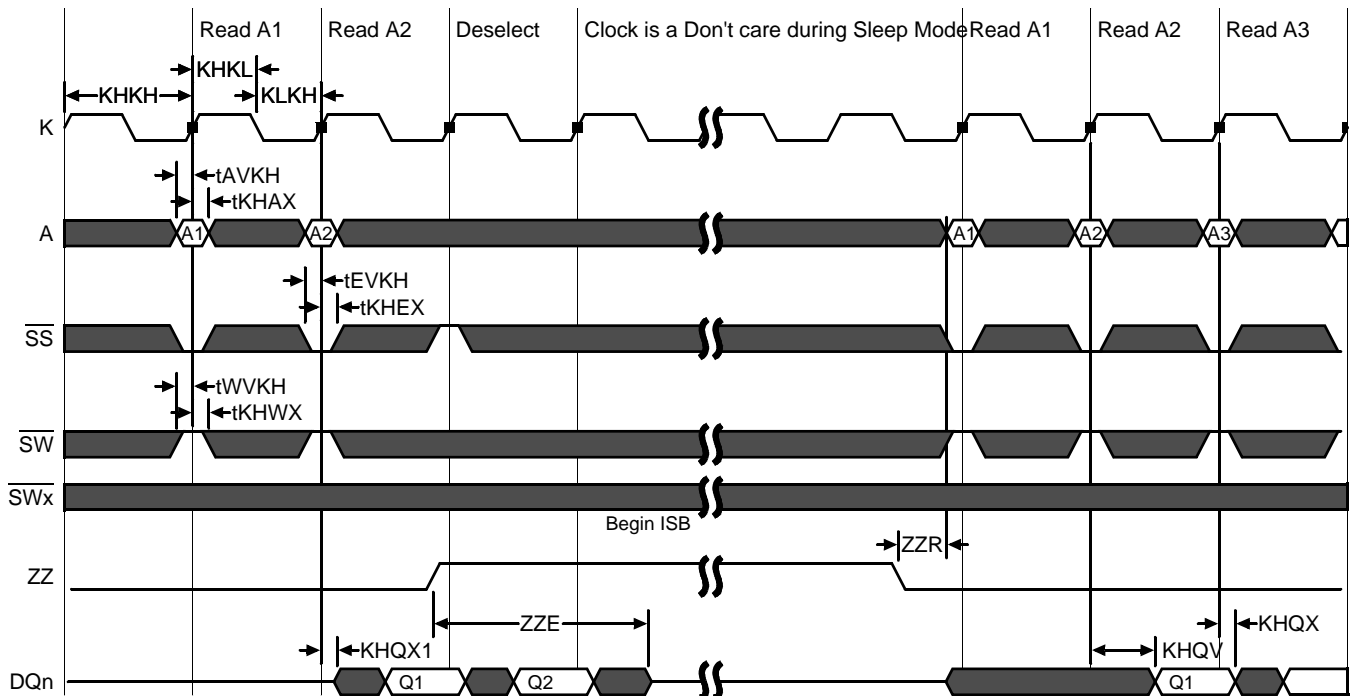 Read A1 Read A2 Deselect Clock is a Don't care during Sleep Mode Read A1 Read A2 Read A3
KHKL
KHKH KLKH
K
tAVKH
tKHAX
A A1 A2 A1 A2 A3
tEVKH
tKHEX
SS
tWVKH
tKHWX
SW
SWx
Begin ISB
ZZR
ZZ
ZZE
KHQX1 KHQV KHQX
DQn Q1 Q2 Q1